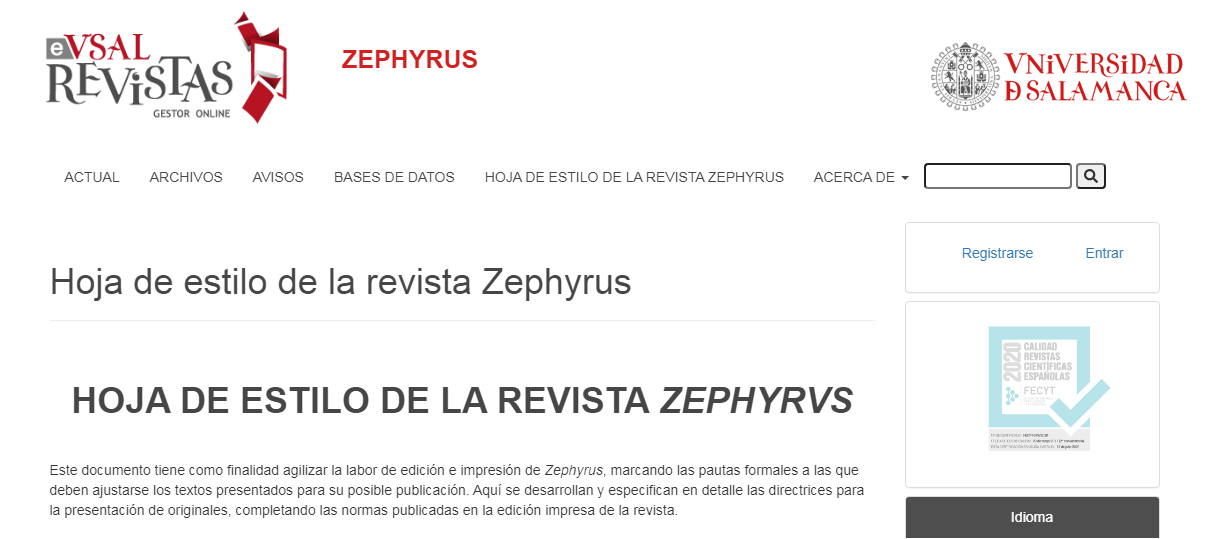 eVSAL
REViSTAS
GESTOR ONLINE
ZEPHYRUS
VNiVERSiDAD
D SALAMANCA
ACTUAL ARCHIVOS AVISOS BASES DE DATOS HOJA DE ESTILO DE LA REVISTA ZEPHYRUS ACERCA DE
Registrarse Entrar
Hoja de estilo de la revista Zephyrus
2020 CALIDAD
REVISTAS
CIENTÍFICAS
ESPAÑOLAS
FECYT
HOJA DE ESTILO DE LA REVISTA ZEPHYRVS
Este documento tiene como finalidad agilizar la labor de edición e impresión de Zephyrus, marcando las pautas formales a las que
deben ajustarse los textos presentados para su posible publicación. Aquí se desarrollan y especifican en detalle las directrices para
la presentación de originales, completando las normas publicadas en la edición impresa de la revista.
Idioma